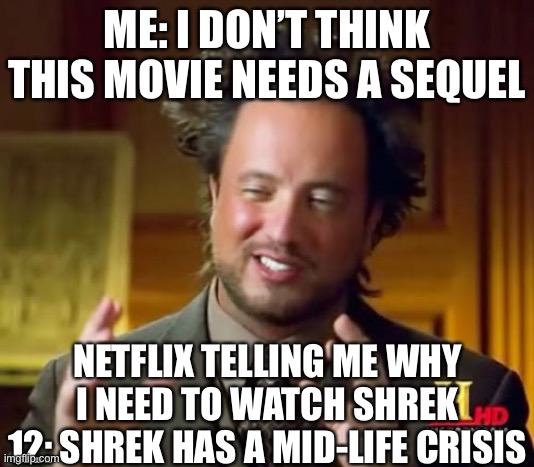 ME: I DON'T THINK
THIS MOVIE NEEDS A SEQUEL
NETFLIX TELLING ME WHY
I NEED TO WATCH SHREK
HD
12: SHREK HAS A MID-LIFE CRISIS
imgflip.com